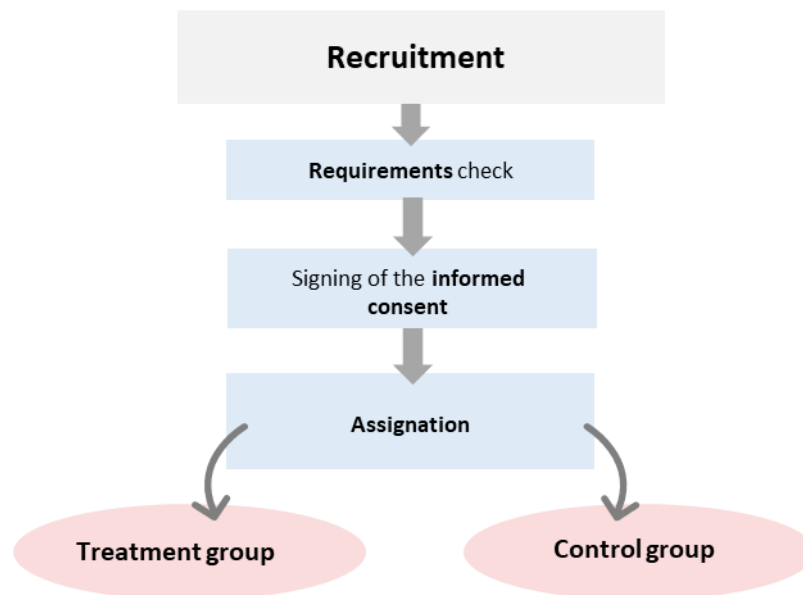 Recruitment
Requirements check
Signing of the informed
consent
Assignation
Treatment group
Control group